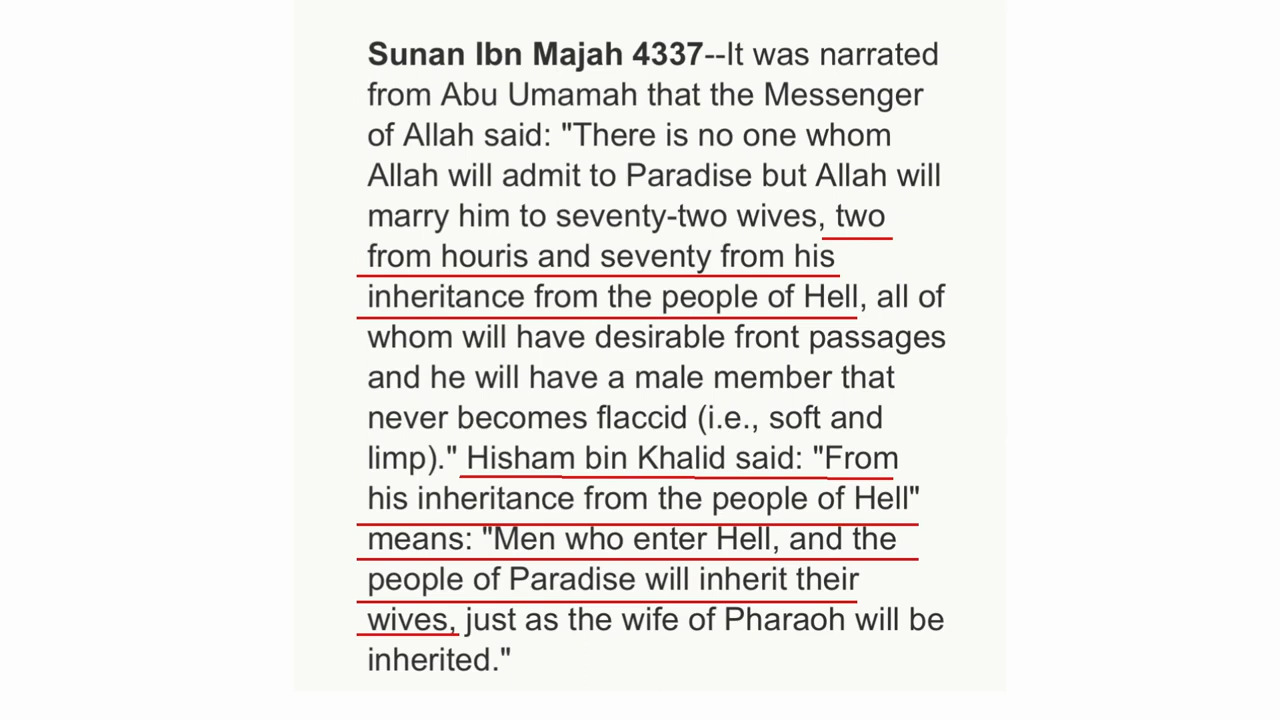 Sunan Ibn Majah 4337--It was narrated
from Abu Umamah that the Messenger
of Allah said: "There is no one whom
Allah will admit to Paradise but Allah will
marry him to seventy-two wives, two
from houris and seventy from his
inheritance from the people of Hell, all of
whom will have desirable front passages
and he will have a male member that
never becomes flaccid (i.e., soft and
limp)." Hisham bin Khalid said: "From
his inheritance from the people of Hell"
means: "Men who enter Hell, and the
people of Paradise will inherit their
wives, just as the wife of Pharaoh will be
inherited."